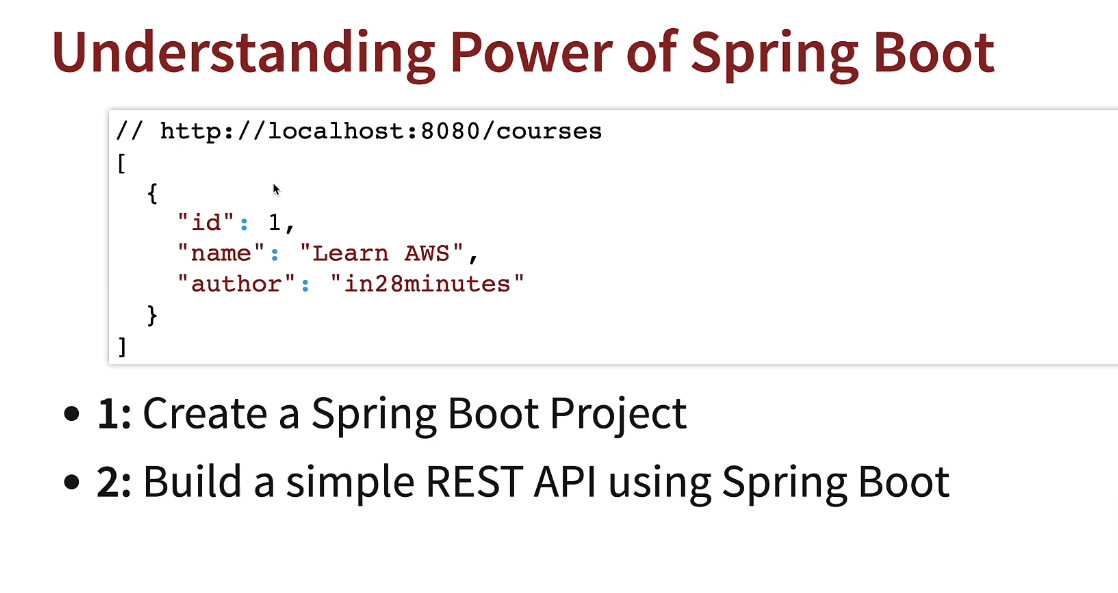 Understanding Power of Spring Boot
// http://localhost:8080/courses
[
  {
    "id": 1,
    "name": "Learn AWS",
    "author": "in28minutes"
  }
]
• 1: Create a Spring Boot Project
• 2: Build a simple REST API using Spring Boot